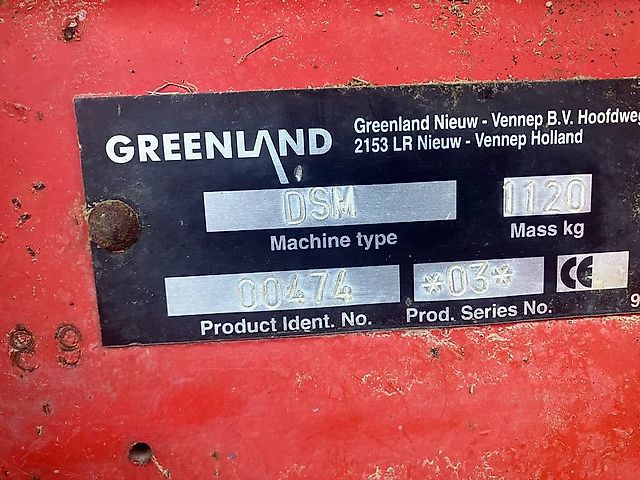 GREENLAND
Greenland Nieuw - Vennep B.V. Hoofdweg
2153 LR Nieuw - Vennep Holland
DSM
1120
Machine type
Mass kg
00474
*03*
CE
Product Ident. No.
Prod. Series No.
9